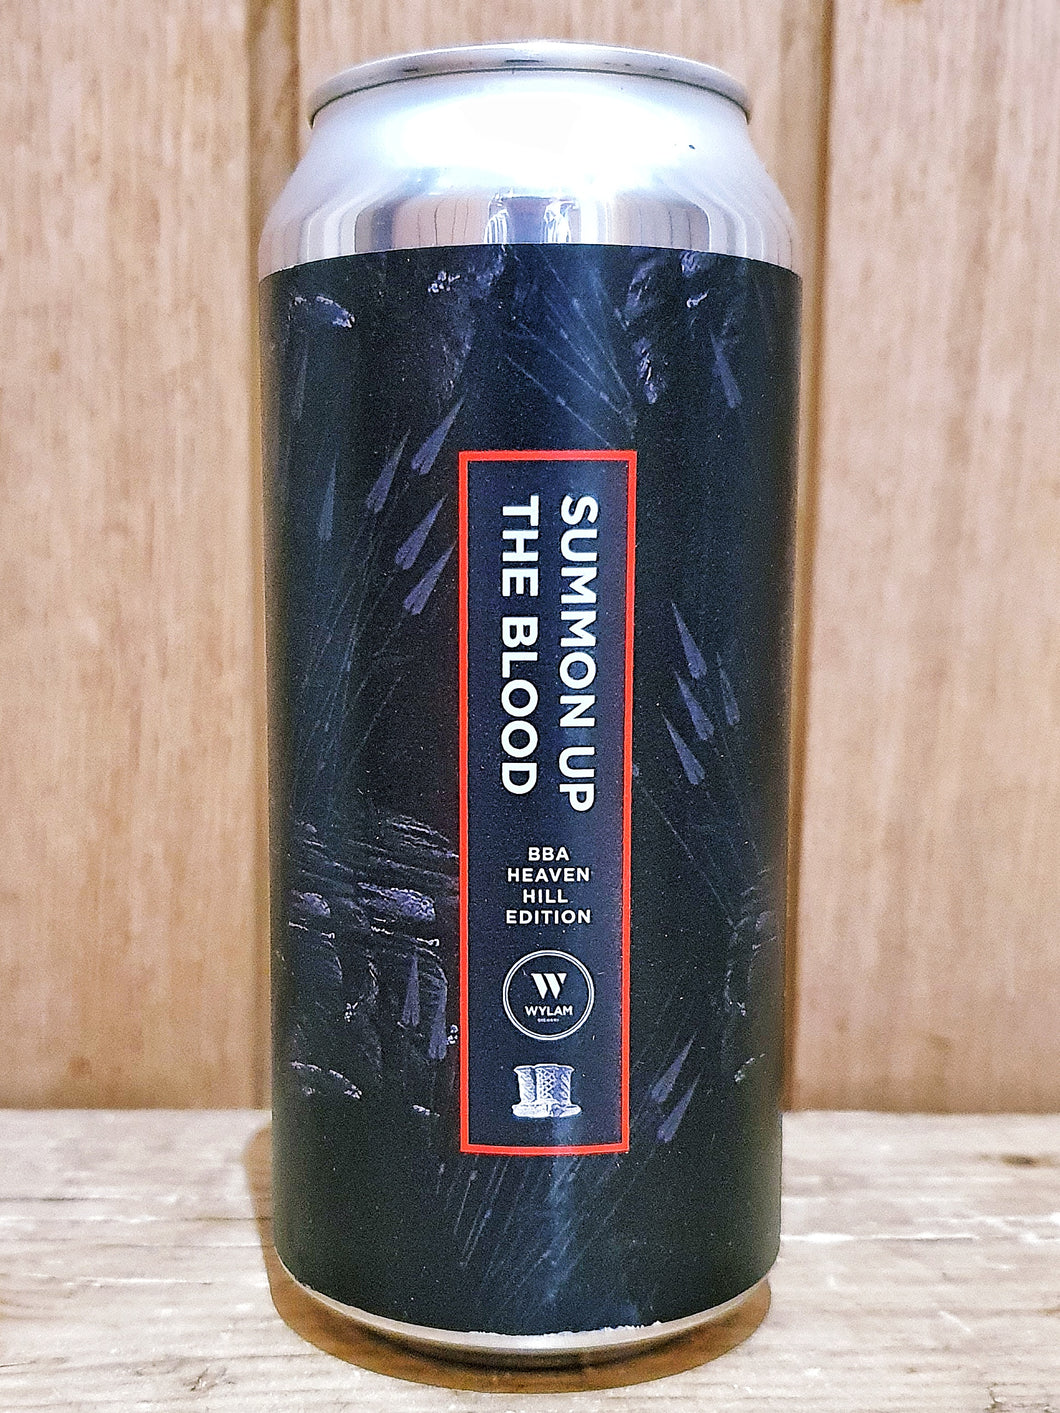 SUMMON UP
THE BLOOD
BBA
HEAVEN
HILL
EDITION
W
WYLAM